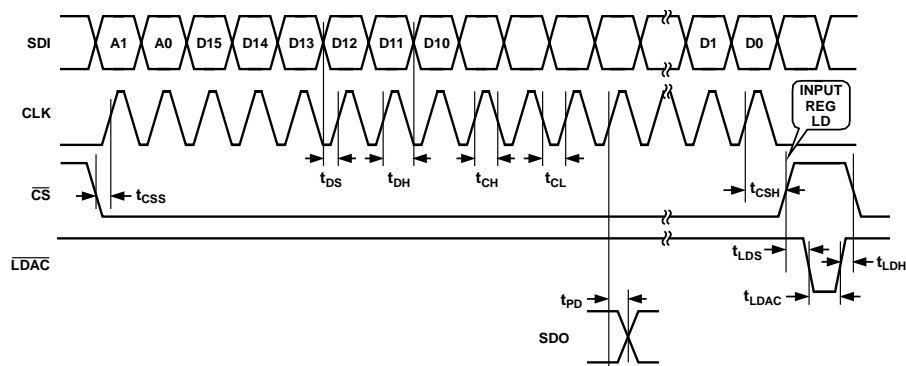 SDI A1 A0 D15 D14 D13 D12 D11 D10 D1 D0
CLK
INPUT
REG
LD
tDS tDH tCH tCL
CS tCSS tCSH
LDAC tLDS tLDH
tLDAC
tPD
SDO